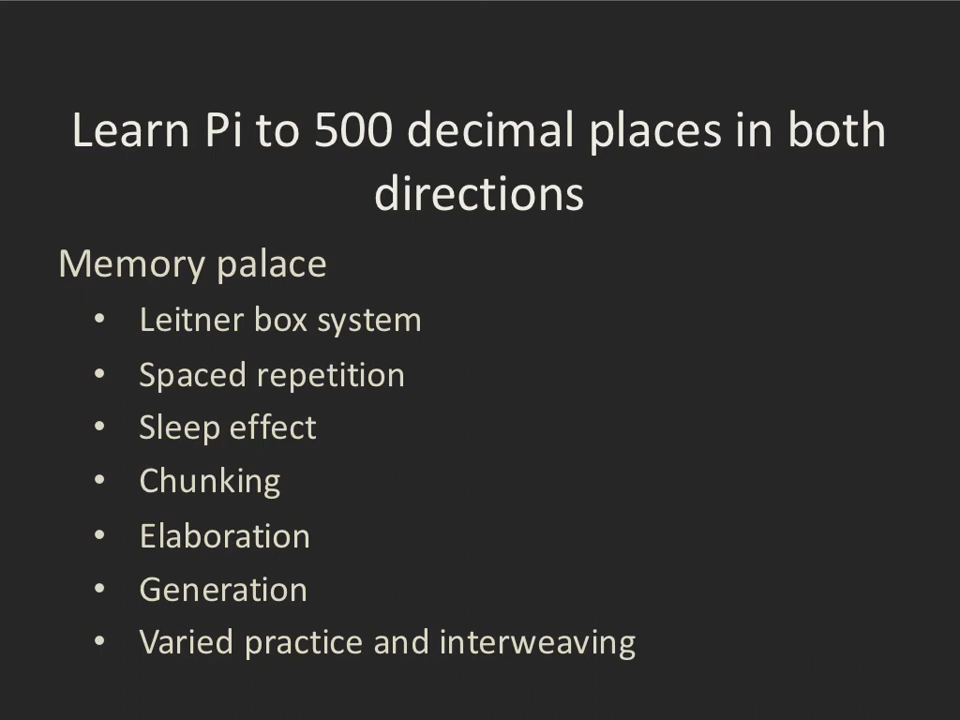 Learn Pi to 500 decimal places in both
directions
Memory palace
• Leitner box system
• Spaced repetition
• Sleep effect
• Chunking
• Elaboration
• Generation
• Varied practice and interweaving